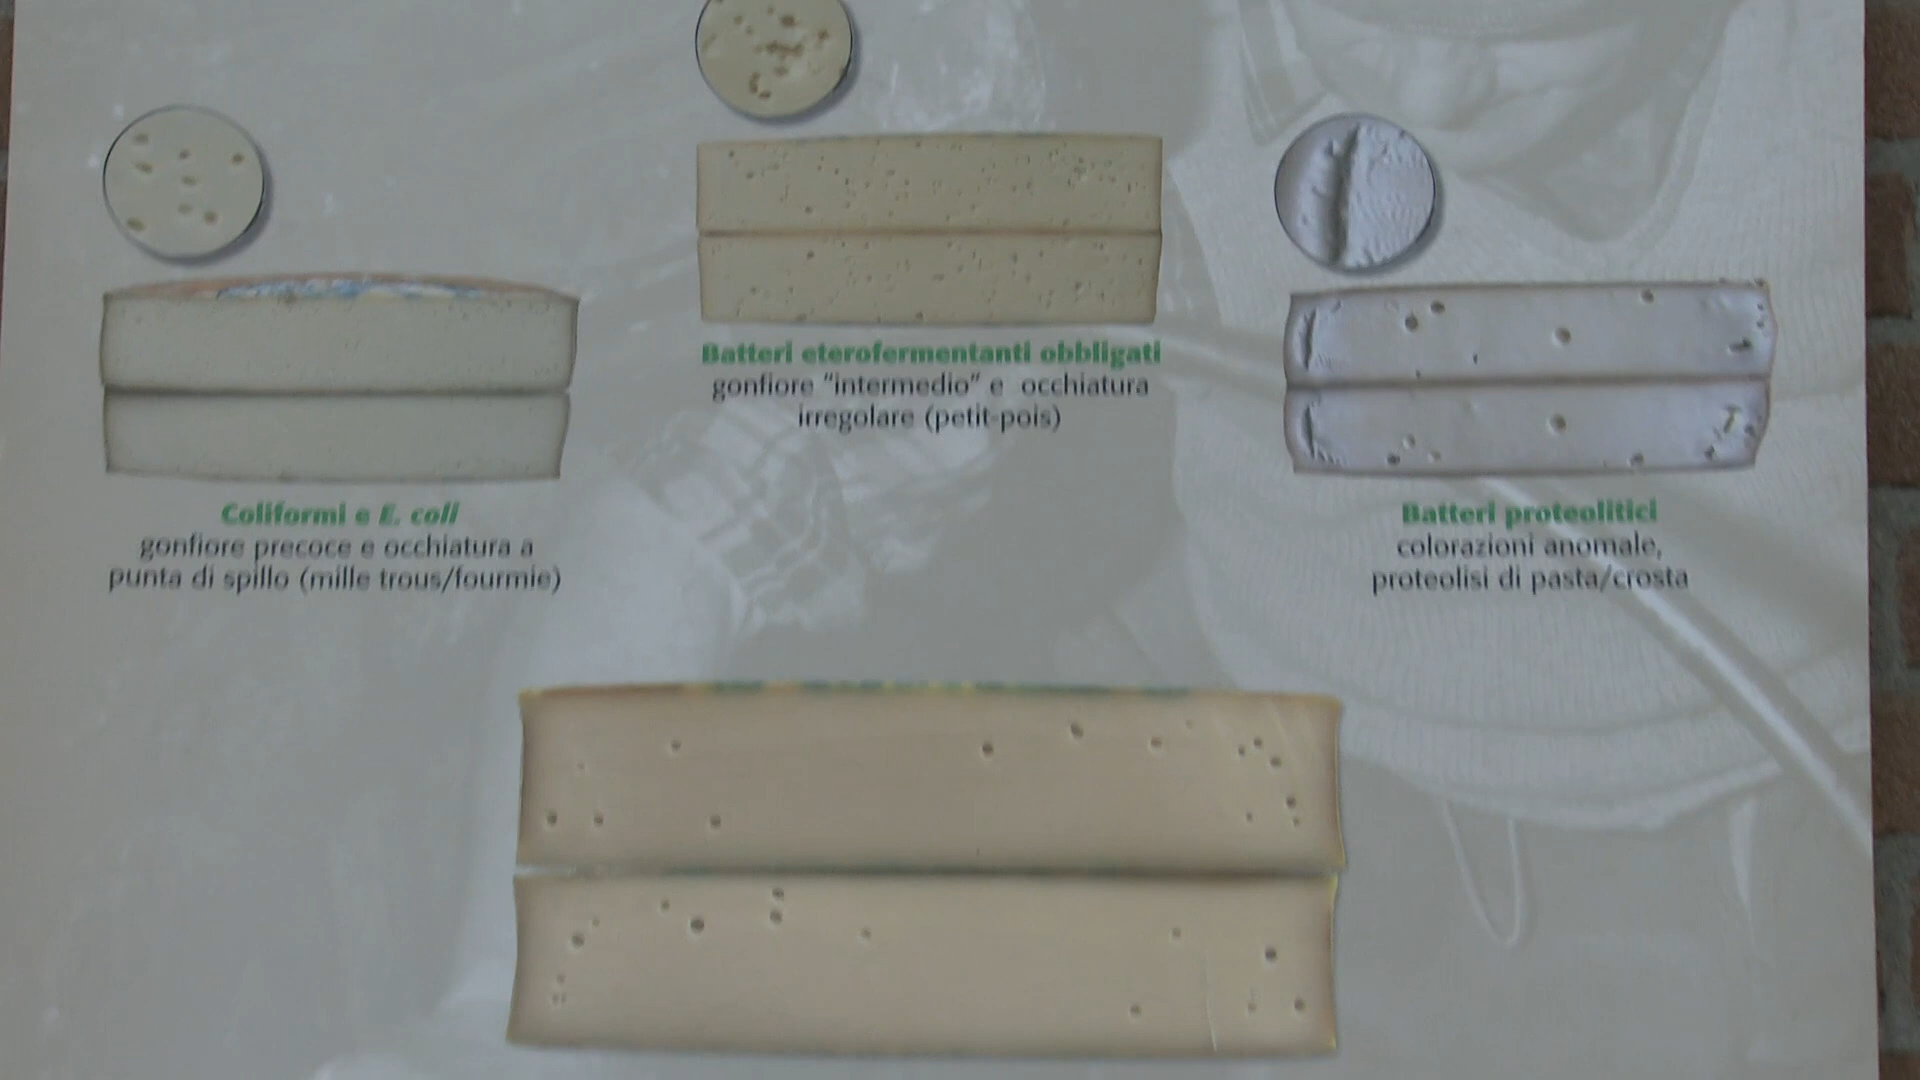 Batteri eterofermentanti obbligati
gonfiore "intermedio" e occhiatura
irregolare (petit-pois)
Coliformi e E. coli
gonfiore precoce e occhiatura a
punta di spillo (mille trous/fourmie)
Batteri proteolitici
colorazioni anomale,
proteolisi di pasta/crosta